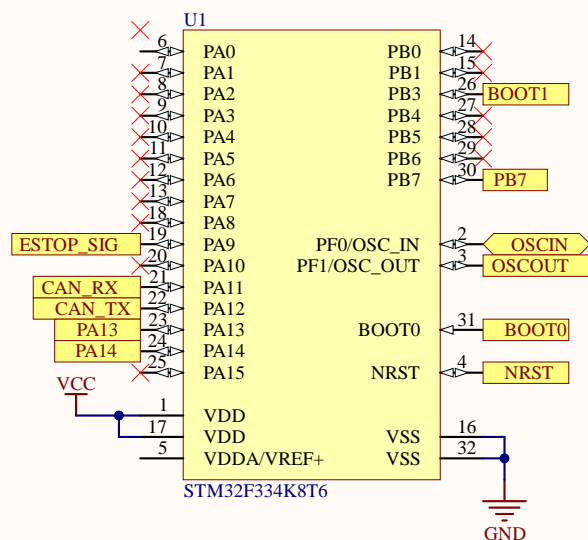 U1
6 PA0 PB0 14
7 PA1 PB1 15
8 PA2 PB3 26 BOOT1
9 PA3 PB4 27
10 PA4 PB5 28
11 PA5 PB6 29
12 PA6 PB7 30 PB7
13 PA7
18 PA8
ESTOP_SIG 19 PA9 PF0/OSC_IN 2 OSCIN
20 PA10 PF1/OSC_OUT 3 OSCOUT
CAN_RX 21 PA11
CAN_TX 22 PA12
PA13 23 PA13 BOOT0 31 BOOT0
PA14 24 PA14
25 PA15 NRST 4 NRST
VCC
1 VDD
17 VDD VSS 16
5 VDDA/VREF+ VSS 32
STM32F334K8T6
GND